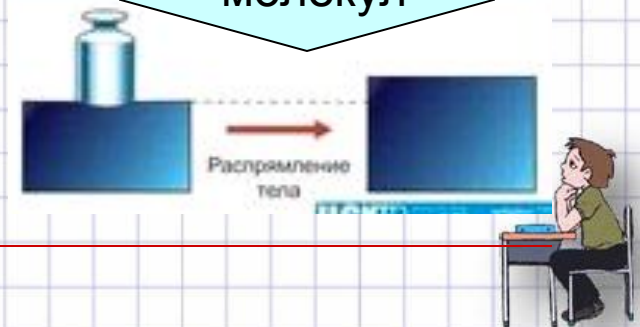 молекул
Распрямление
тела